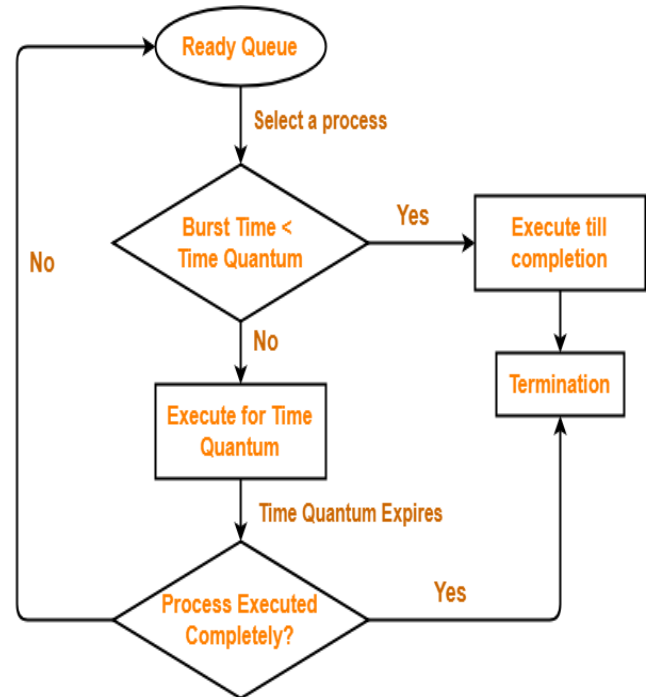 Ready Queue
Select a process
Burst Time <
Time Quantum
Yes
Execute till
completion
No
No
Termination
Execute for Time
Quantum
Time Quantum Expires
Process Executed
Completely?
Yes